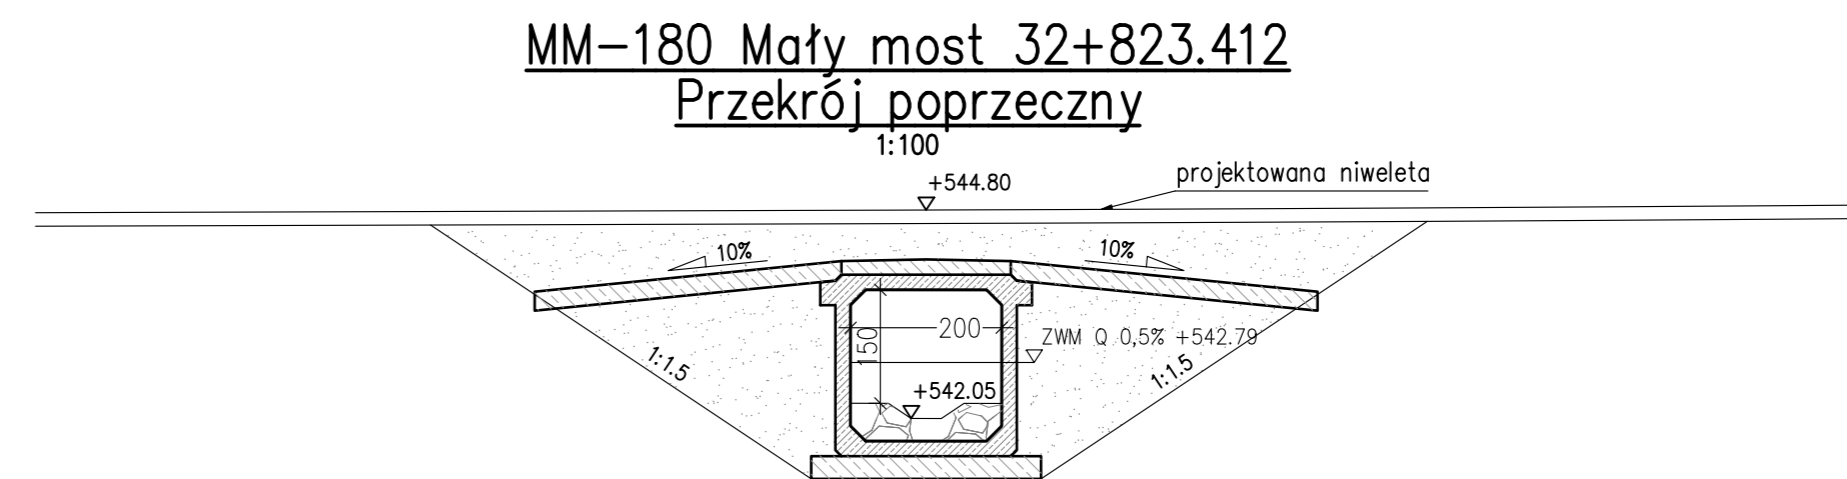 MM-180 Mały most 32+823.412
Przekrój poprzeczny
1:100
+544.80
projektowana niweleta
10%
10%
200
150
ZWM Q 0,5% +542.79
+542.05
1:1.5
1:1.5